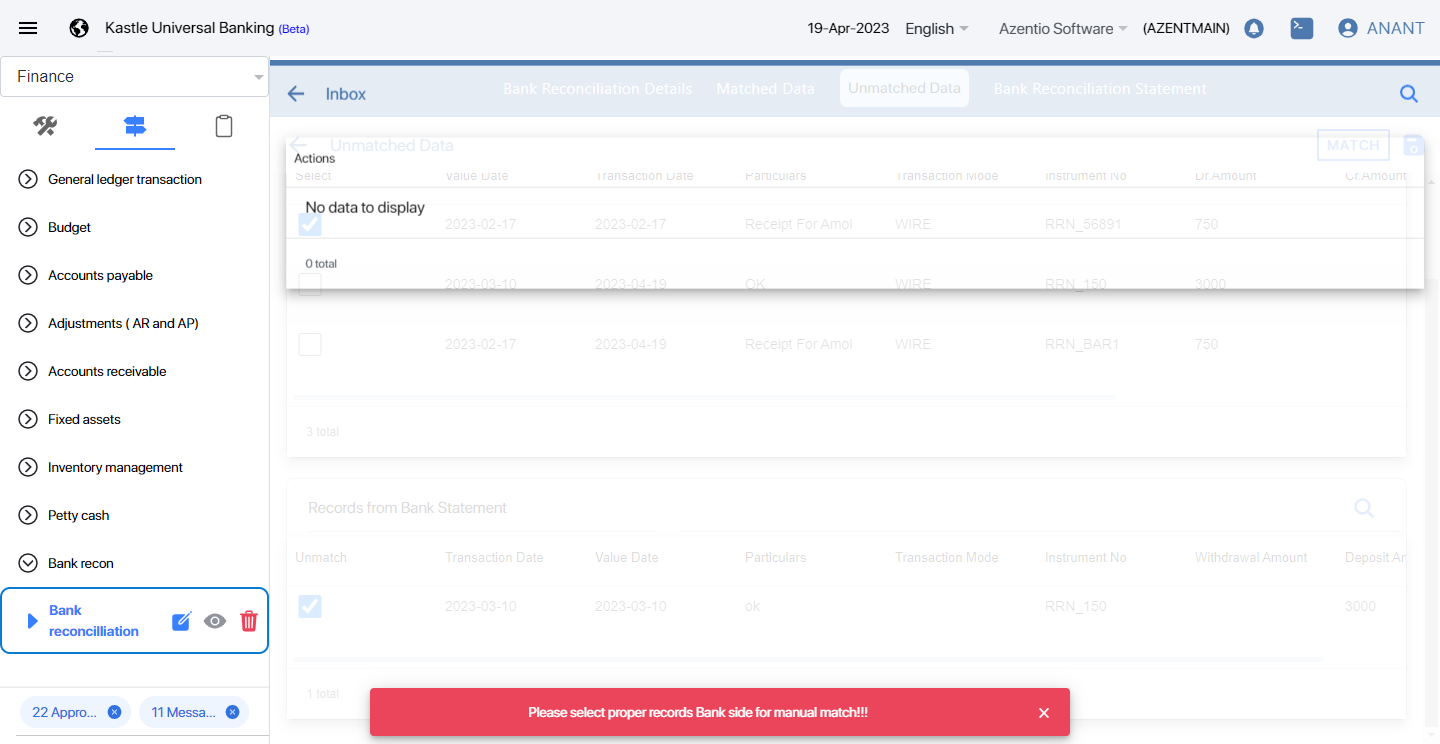 Kastle Universal Banking (Beta)
19-Apr-2023 English Azentio Software (AZENTMAIN) ANANT
Finance
Inbox
Bank Reconciliation Details Matched Data Unmatched Data Bank Reconciliation Statement
Unmatched Data MATCH
Actions
Select Value Date Transaction Date Particulars Transaction Mode Instrument No Dr.Amount Cr.Amount
No data to display
2023-02-17 2023-02-17 Receipt For Amol WIRE RRN_56891 750
0 total
2023-03-10 2023-04-19 OK WIRE RRN_150 3000
2023-02-17 2023-04-19 Receipt For Amol WIRE RRN_BAR1 750
3 total
Records from Bank Statement
Unmatch Transaction Date Value Date Particulars Transaction Mode Instrument No Withdrawal Amount Deposit Am
2023-03-10 2023-03-10 ok RRN_150 3000
1 total
General ledger transaction
Budget
Accounts payable
Adjustments ( AR and AP)
Accounts receivable
Fixed assets
Inventory management
Petty cash
Bank recon
Bank
reconcilliation
22 Appro... 11 Messa...
Please select proper records Bank side for manual match!!!